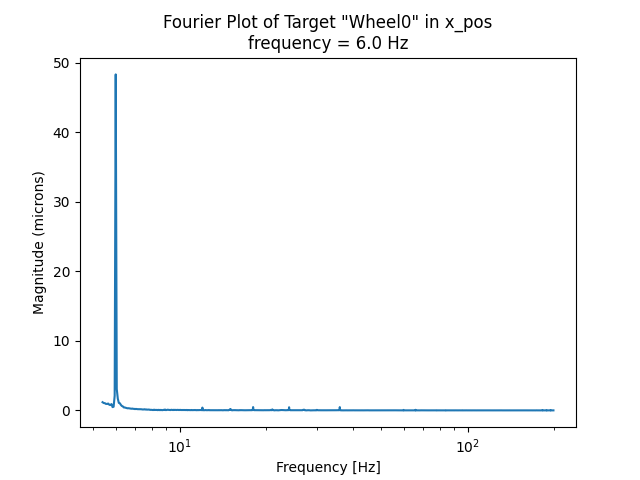 Fourier Plot of Target "Wheel0" in x_pos
frequency = 6.0 Hz
50
40
30
20
10
0
Magnitude (microns)
10¹
10²
Frequency [Hz]